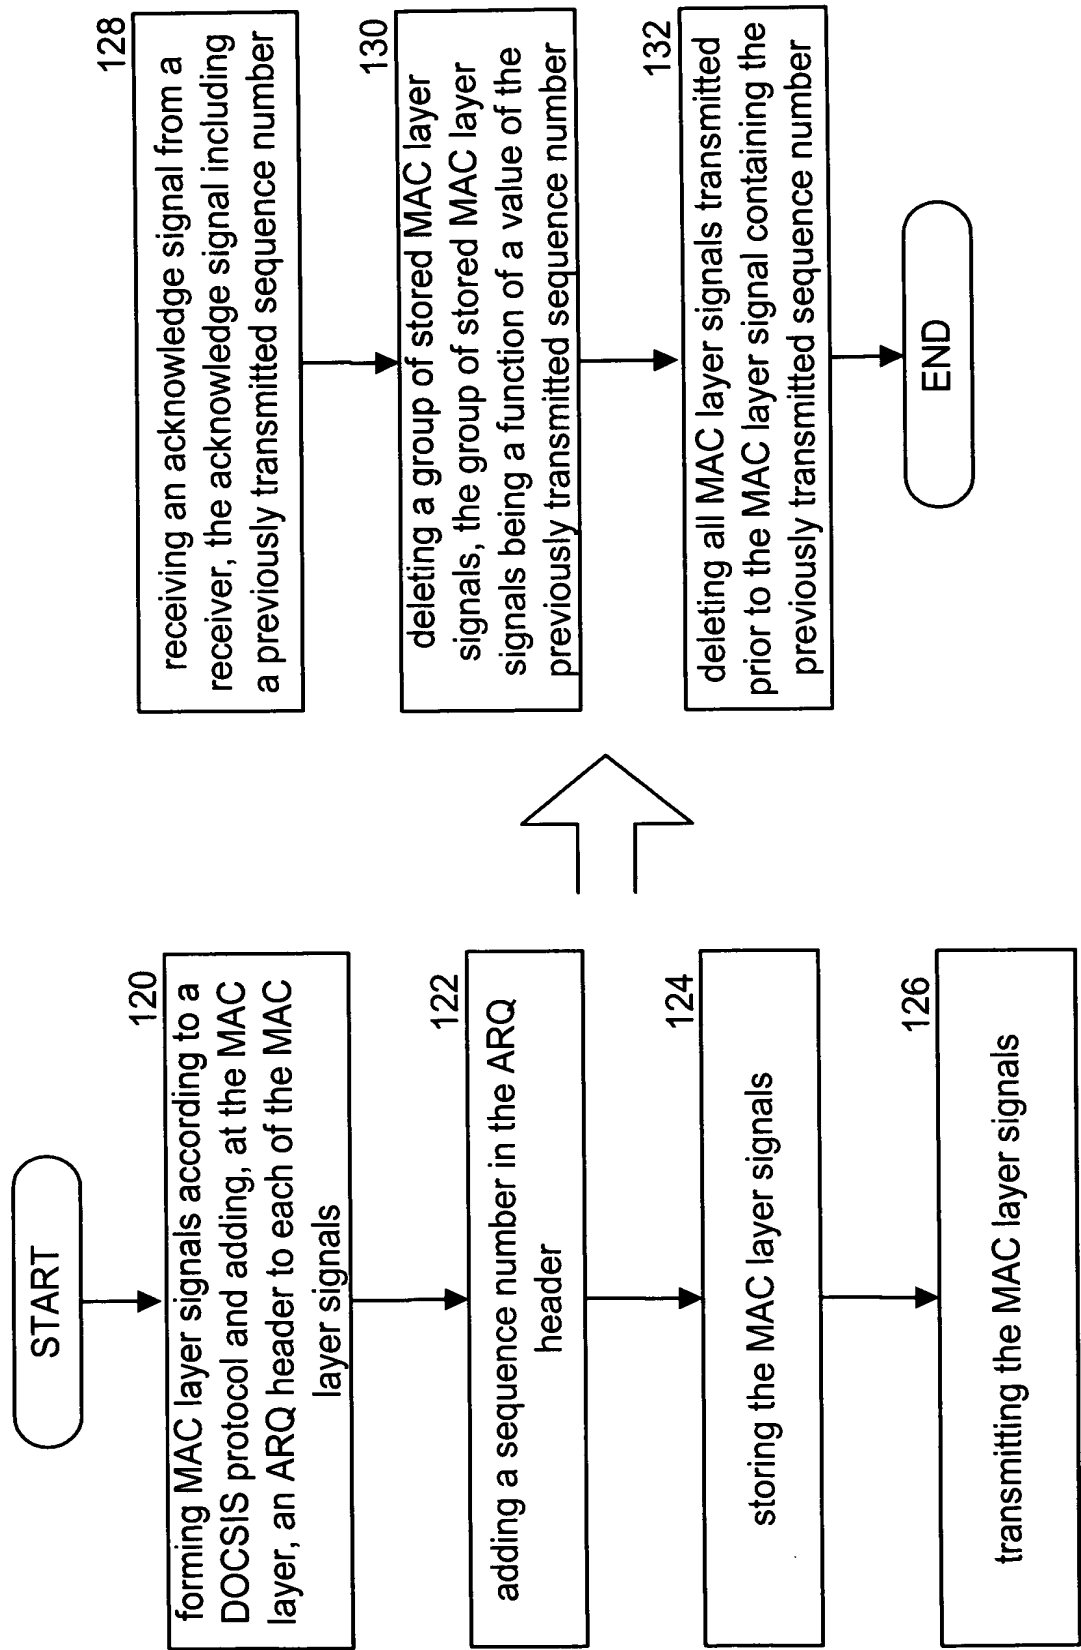 START
120
forming MAC layer signals according to a
DOCSIS protocol and adding, at the MAC
layer, an ARQ header to each of the MAC
layer signals
122
adding a sequence number in the ARQ
header
124
storing the MAC layer signals
126
transmitting the MAC layer signals
128
receiving an acknowledge signal from a
receiver, the acknowledge signal including
a previously transmitted sequence number
130
deleting a group of stored MAC layer
signals, the group of stored MAC layer
signals being a function of a value of the
previously transmitted sequence number
132
deleting all MAC layer signals transmitted
prior to the MAC layer signal containing the
previously transmitted sequence number
END